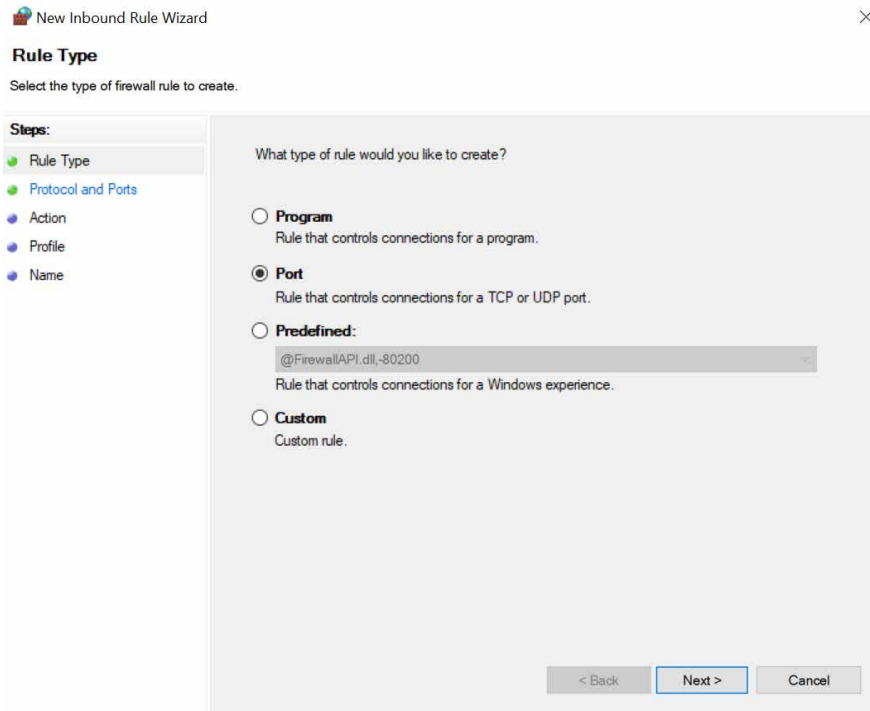 New Inbound Rule Wizard
Rule Type
Select the type of firewall rule to create.
Steps:
Rule Type
Protocol and Ports
Action
Profile
Name
What type of rule would you like to create?
Program
Rule that controls connections for a program.
Port
Rule that controls connections for a TCP or UDP port.
Predefined:
@FirewallAPI.dll,-80200
Rule that controls connections for a Windows experience.
Custom
Custom rule.
< Back Next > Cancel